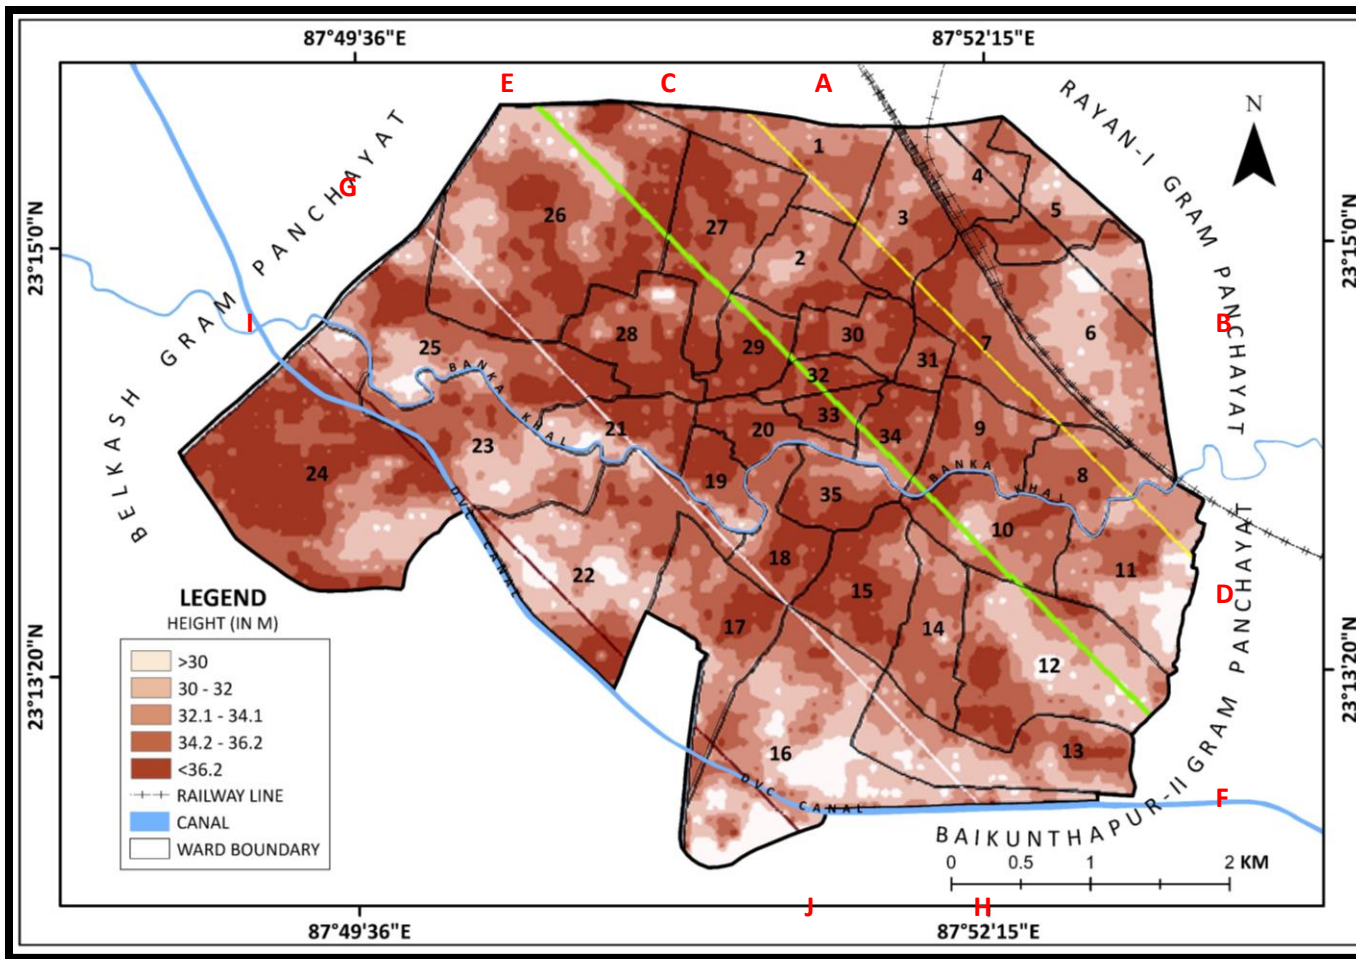 87°49'36"E
87°52'15"E
E
C
A
RAYAN-I GRAM PANCHAYAT
N
1
4
G
5
26
3
27
2
23°15'0"N
23°15'0"N
BELKASH GRAM PANCHAYAT
I
B
28
30
6
7
25
29
31
BANKA
32
33
KHAL
21
20
34
9
23
24
BANKA
19
8
KHAL
35
DVC CANAL
10
18
22
11
15
D
LEGEND
HEIGHT (IN M)
17
14
23°13'20"N
23°13'20"N
>30
12
30 - 32
32.1 - 34.1
34.2 - 36.2
16
13
<36.2
DVC CANAL
RAILWAY LINE
F
CANAL
BAIKUNTHAPUR-II GRAM PANCHAYAT
WARD BOUNDARY
0 0.5 1 2 KM
J
H
87°49'36"E
87°52'15"E